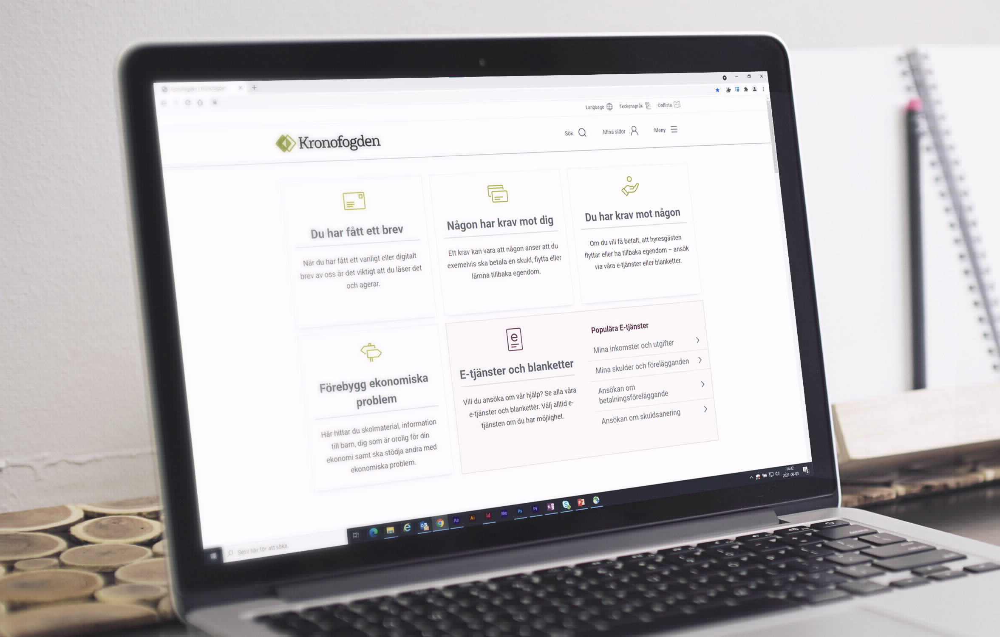 Kronofogden | Kronofogden
Language
Teckenspråk
Ordlista
Kronofogden
Sök
Mina sidor
Meny
Du har fått ett brev
När du har fått ett vanligt eller digitalt
brev av oss är det viktigt att du läser det
och agerar.
Någon har krav mot dig
Ett krav kan vara att någon anser att du
exemelvis ska betala en skuld, flytta eller
lämna tillbaka egendom.
Du har krav mot någon
Om du vill få betalt, att hyresgästen
flyttar eller ha tillbaka egendom – ansök
via våra e-tjänster eller blanketter.
Förebygg ekonomiska
problem
Här hittar du skolmaterial, information
till barn, dig som är orolig för din
ekonomi samt ska stödja andra med
ekonomiska problem.
e
E-tjänster och blanketter
Vill du ansöka om vår hjälp? Se alla våra
e-tjänster och blanketter. Välj alltid e-
tjänsten om du har möjlighet.
Populära E-tjänster
Mina inkomster och utgifter
Mina skulder och förelägganden
Ansökan om
betalningsföreläggande
Ansökan om skuldsanering
Skriv här för att söka.
Ae
Ai
Id
Me
Ps
Pr
N
S
P
14:42
2021-06-03
6